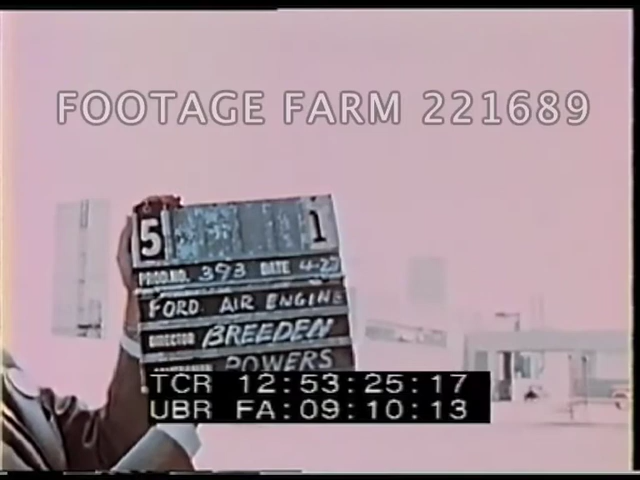 FOOTAGE FARM 221689
5 1
PROD.NO. 393 DATE 4-27
FORD AIR ENGINE
DIRECTOR BREEDEN
POWERS
TCR 12:53:25:17
UBR FA:09:10:13